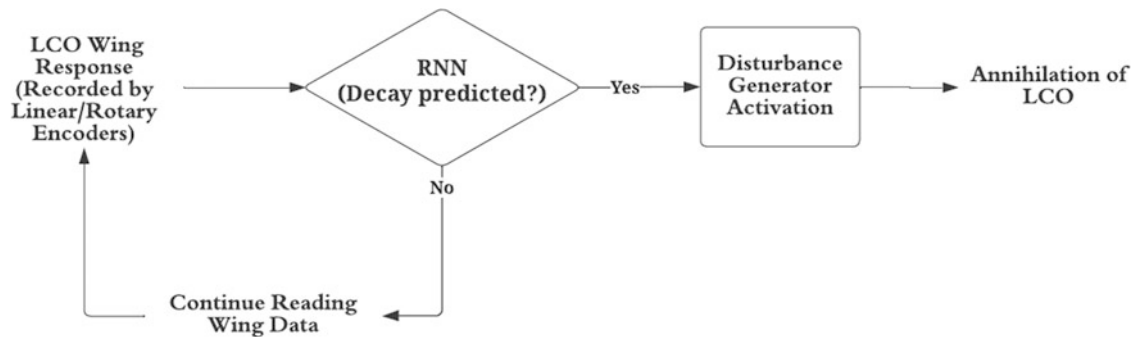 LCO Wing
Response
(Recorded by
Linear/Rotary
Encoders)
RNN
(Decay predicted?)
Yes
Disturbance
Generator
Activation
Annihilation of
LCO
No
Continue Reading
Wing Data